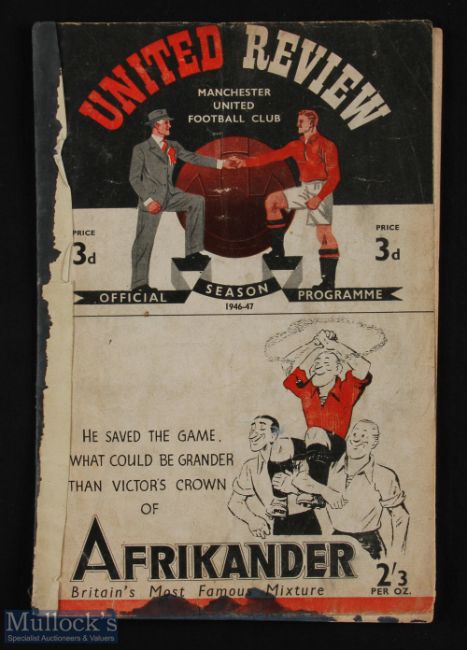 UNITED REVIEW
MANCHESTER
UNITED
FOOTBALL CLUB
PRICE
3d
PRICE
3d
OFFICIAL SEASON PROGRAMME
1946-47
HE SAVED THE GAME.
WHAT COULD BE GRANDER
THAN VICTOR'S CROWN
OF
AFRIKANDER
Britain's Most Famous Mixture
2/3
PER OZ.
Mullock's
Specialist Auctioneers & Valuers